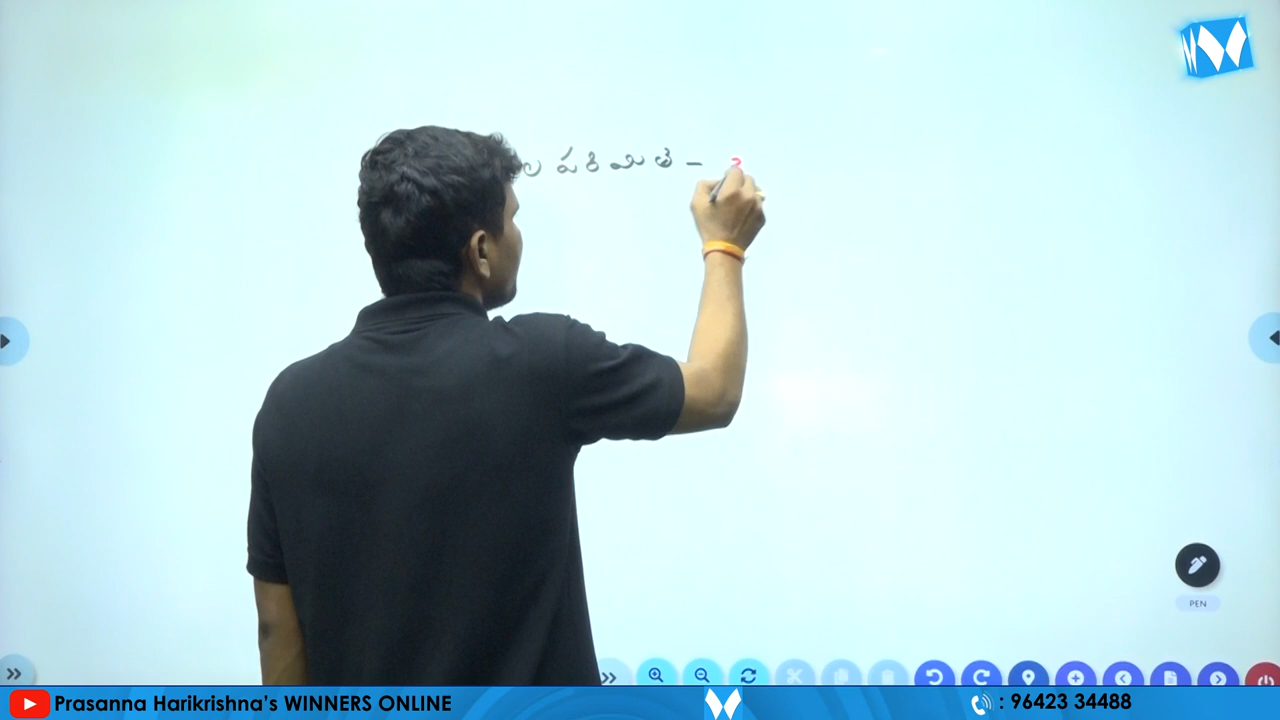 ల పరిమితి -
PEN
Prasanna Harikrishna's WINNERS ONLINE
: 96423 34488